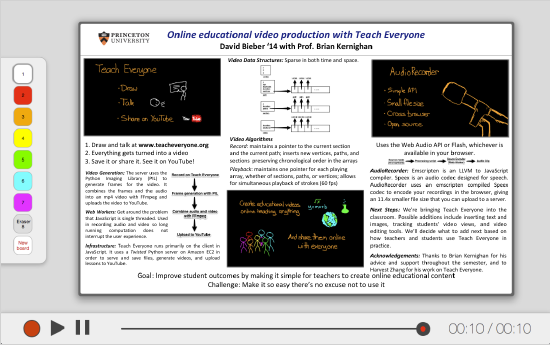 PRINCETON
UNIVERSITY
Online educational video production with Teach Everyone
David Bieber '14 with Prof. Brian Kernighan
1
2
3
4
5
6
7
Eraser
8
New
board
Teach Everyone
- Draw
- Talk
- Share on YouTube
1. Draw and talk at www.teacheveryone.org
2. Everything gets turned into a video
3. Save it or share it. See it on YouTube!
Video Generation: The server uses the
Python Imaging Library (PIL) to
generate frames for the video. It
combines the frames and the audio
into an mp4 video with FFmpeg and
uploads the video to YouTube.
Web Workers: Get around the problem
that JavaScript is single threaded. Used
in recording audio and video so long
running computation does not
interrupt the user experience.
Record on Teach Everyone
Generate frames with PIL
Combine audio and video
with FFmpeg
Upload to YouTube
Infrastructure: Teach Everyone runs primarily on the client in
JavaScript. It uses a Twisted Python server on Amazon EC2 in
order to serve and save files, generate videos, and upload
lessons to YouTube.
Video Data Structures: Sparse in both time and space.
Video Algorithms
Record: maintains a pointer to the current section
and the current path; inserts new vertices, paths, and
sections preserving chronological order in the arrays
Playback: maintains one pointer for each playing
array, whether of sections, paths, or vertices; allows
for simultaneous playback of strokes (60 fps)
Create educational videos
online teaching, drafting,
And share them
online with
everyone
AudioRecorder
- Simple API
- Small file size
- Cross browser
- Open source
Uses the Web Audio API or Flash, whichever is
available in your browser.
AudioRecorder: Emscripten is an LLVM to JavaScript
compiler. Speex is an audio codec designed for speech.
AudioRecorder uses an emscripten compiled Speex
codec to encode your recordings in the browser, giving
an 11.4x smaller file size that you can upload to a server.
Next Steps: We're bringing Teach Everyone into the
classroom. Possible additions include inserting text and
images, tracking students' video views, and video
editing tools. We'll decide what to add next based on
how teachers and students use Teach Everyone in
practice.
Acknowledgements: Thanks to Brian Kernighan for his
advice and support throughout the semester, and to
Harvest Zhang for his work on Teach Everyone.
Goal: Improve student outcomes by making it simple for teachers to create online educational content
Challenge: Make it so easy there's no excuse not to use it
00:10 / 00:10